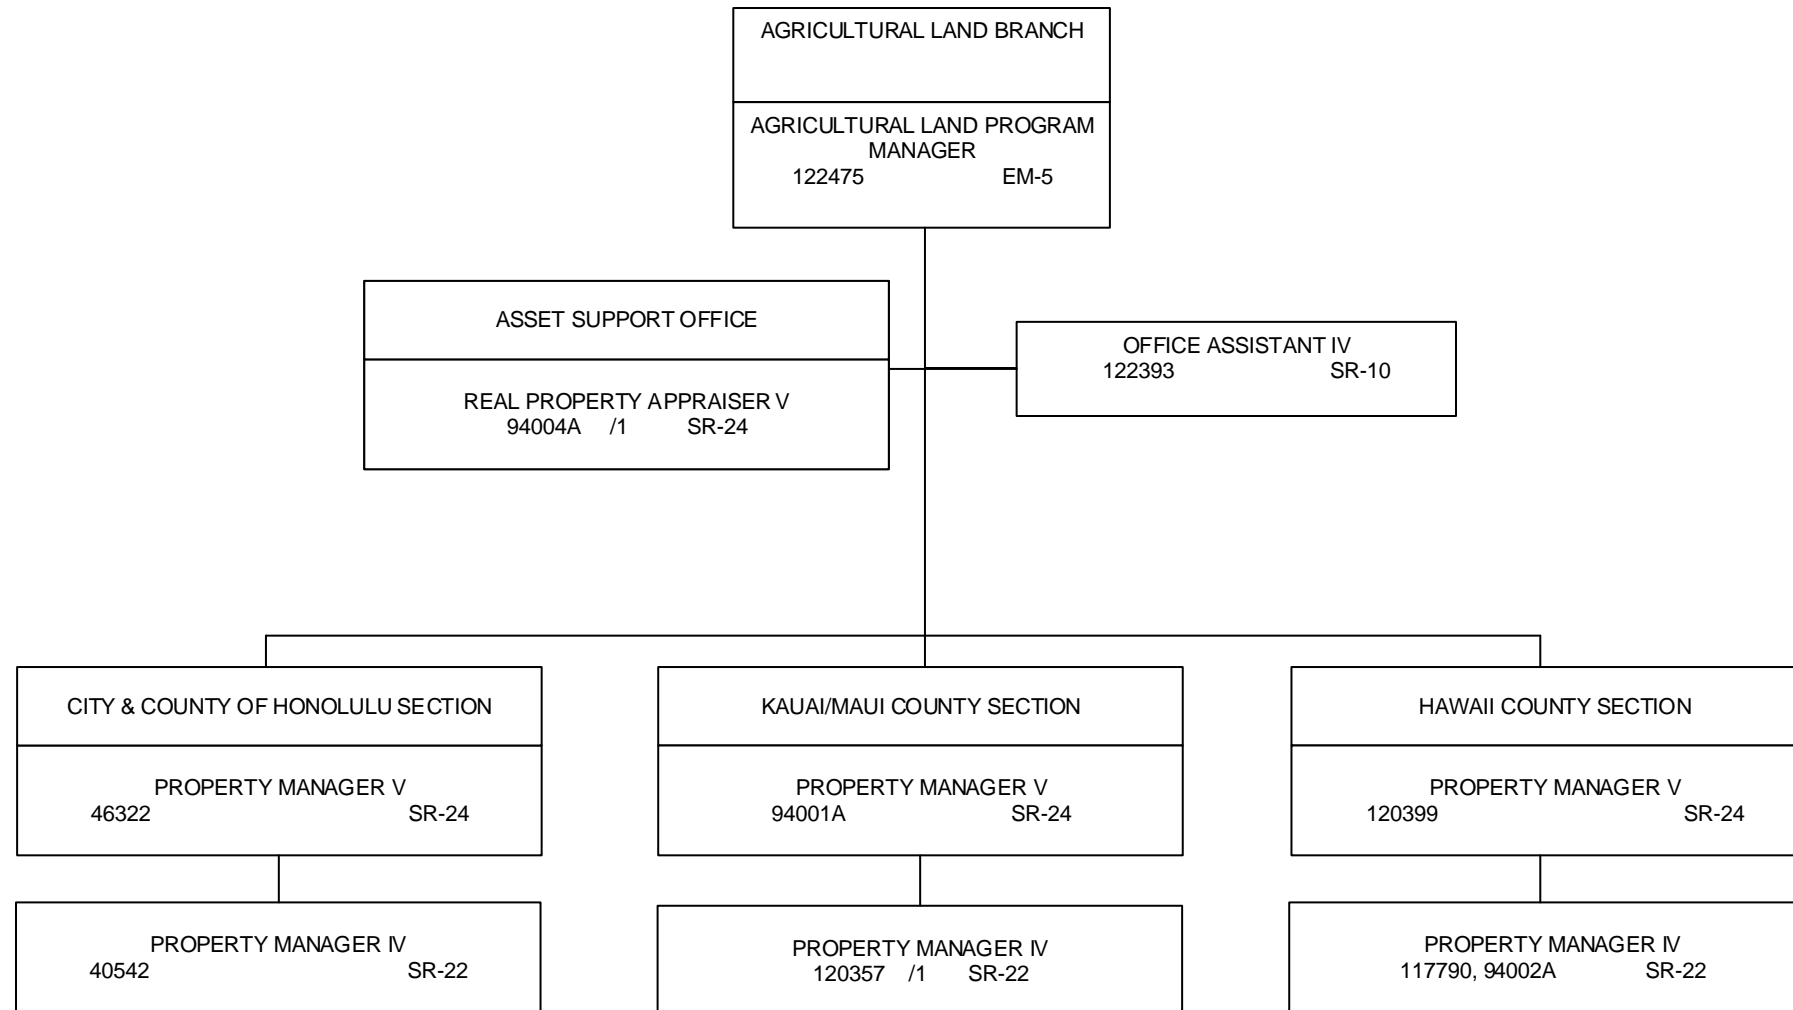 AGRICULTURAL LAND BRANCH
AGRICULTURAL LAND PROGRAM
MANAGER
122475 EM-5
ASSET SUPPORT OFFICE
REAL PROPERTY APPRAISER V
94004A /1 SR-24
OFFICE ASSISTANT IV
122393 SR-10
CITY & COUNTY OF HONOLULU SECTION
PROPERTY MANAGER V
46322 SR-24
PROPERTY MANAGER IV
40542 SR-22
KAUAI/MAUI COUNTY SECTION
PROPERTY MANAGER V
94001A SR-24
PROPERTY MANAGER IV
120357 /1 SR-22
HAWAII COUNTY SECTION
PROPERTY MANAGER V
120399 SR-24
PROPERTY MANAGER IV
117790, 94002A SR-22